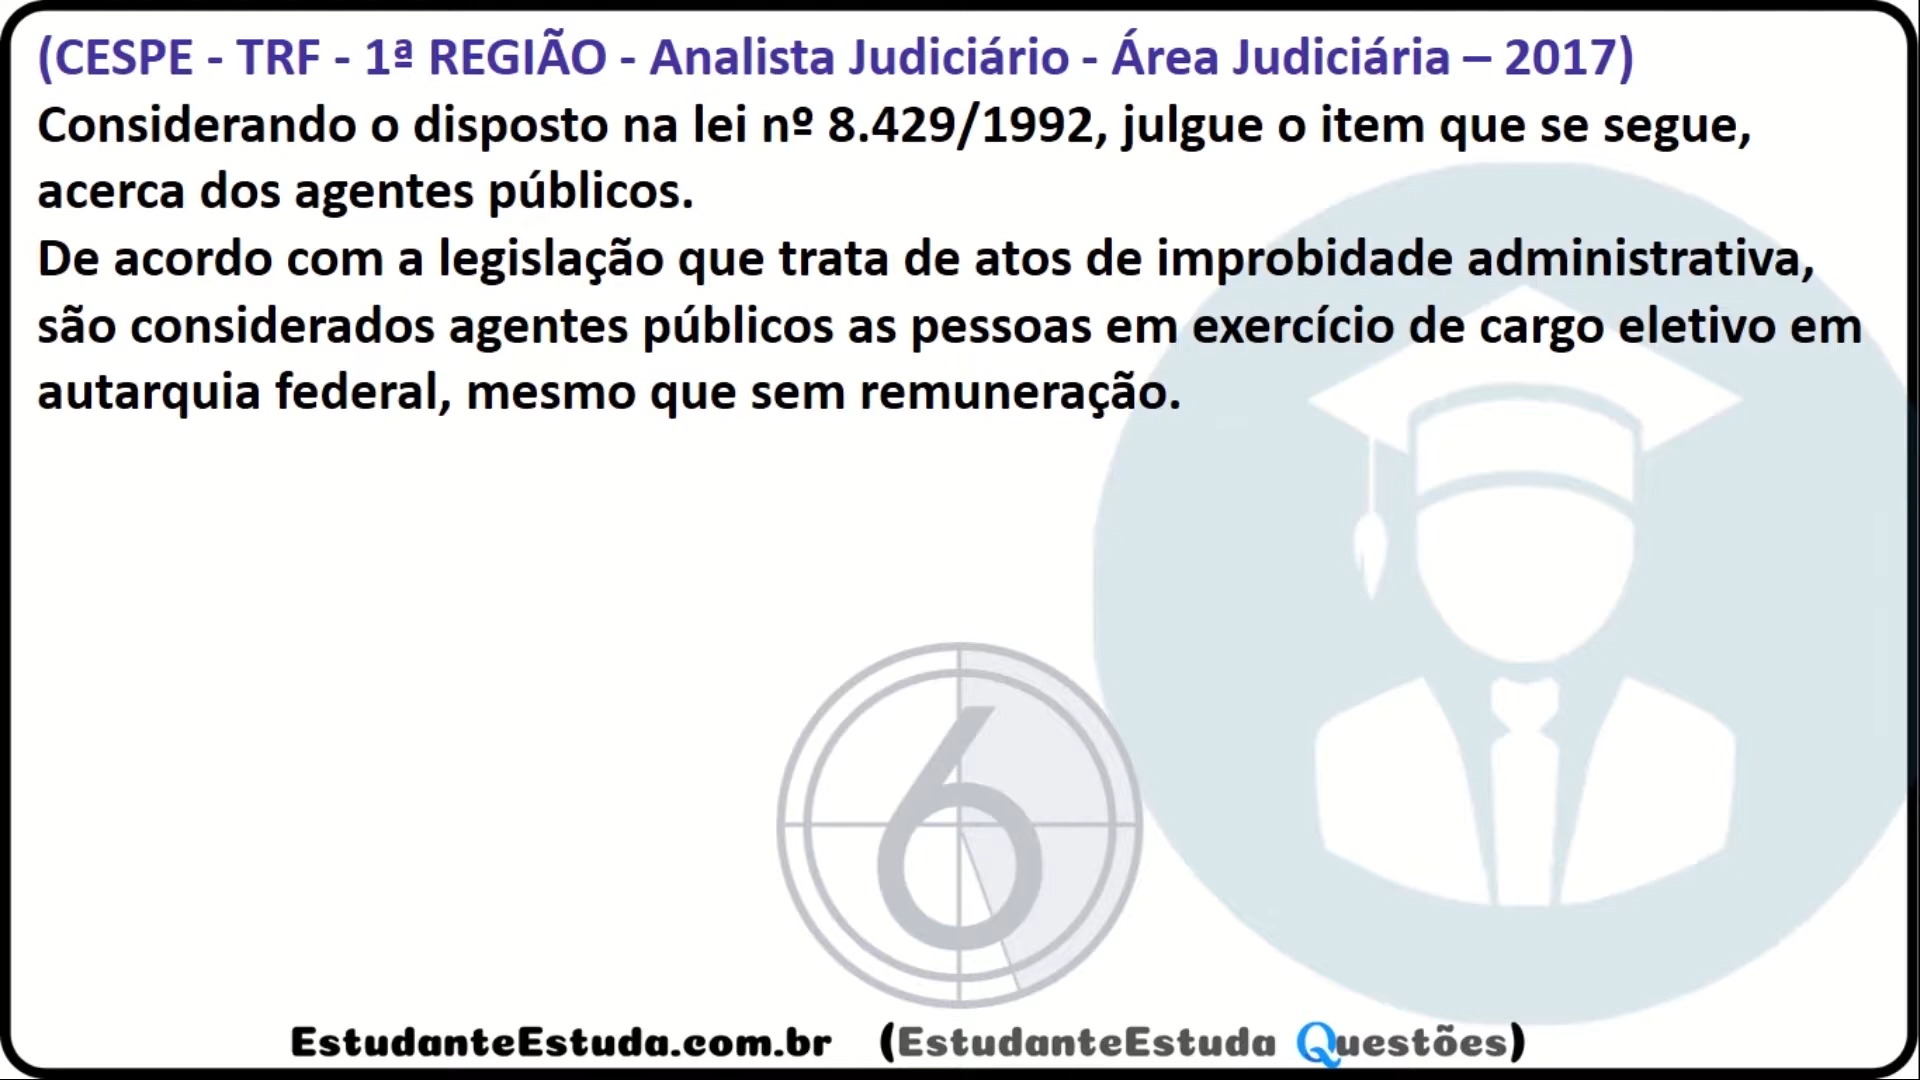 (CESPE - TRF - 1ª REGIÃO - Analista Judiciário - Área Judiciária – 2017)
Considerando o disposto na lei nº 8.429/1992, julgue o item que se segue,
acerca dos agentes públicos.
De acordo com a legislação que trata de atos de improbidade administrativa,
são considerados agentes públicos as pessoas em exercício de cargo eletivo em
autarquia federal, mesmo que sem remuneração.
6
EstudanteEstuda.com.br (EstudanteEstuda Questões)